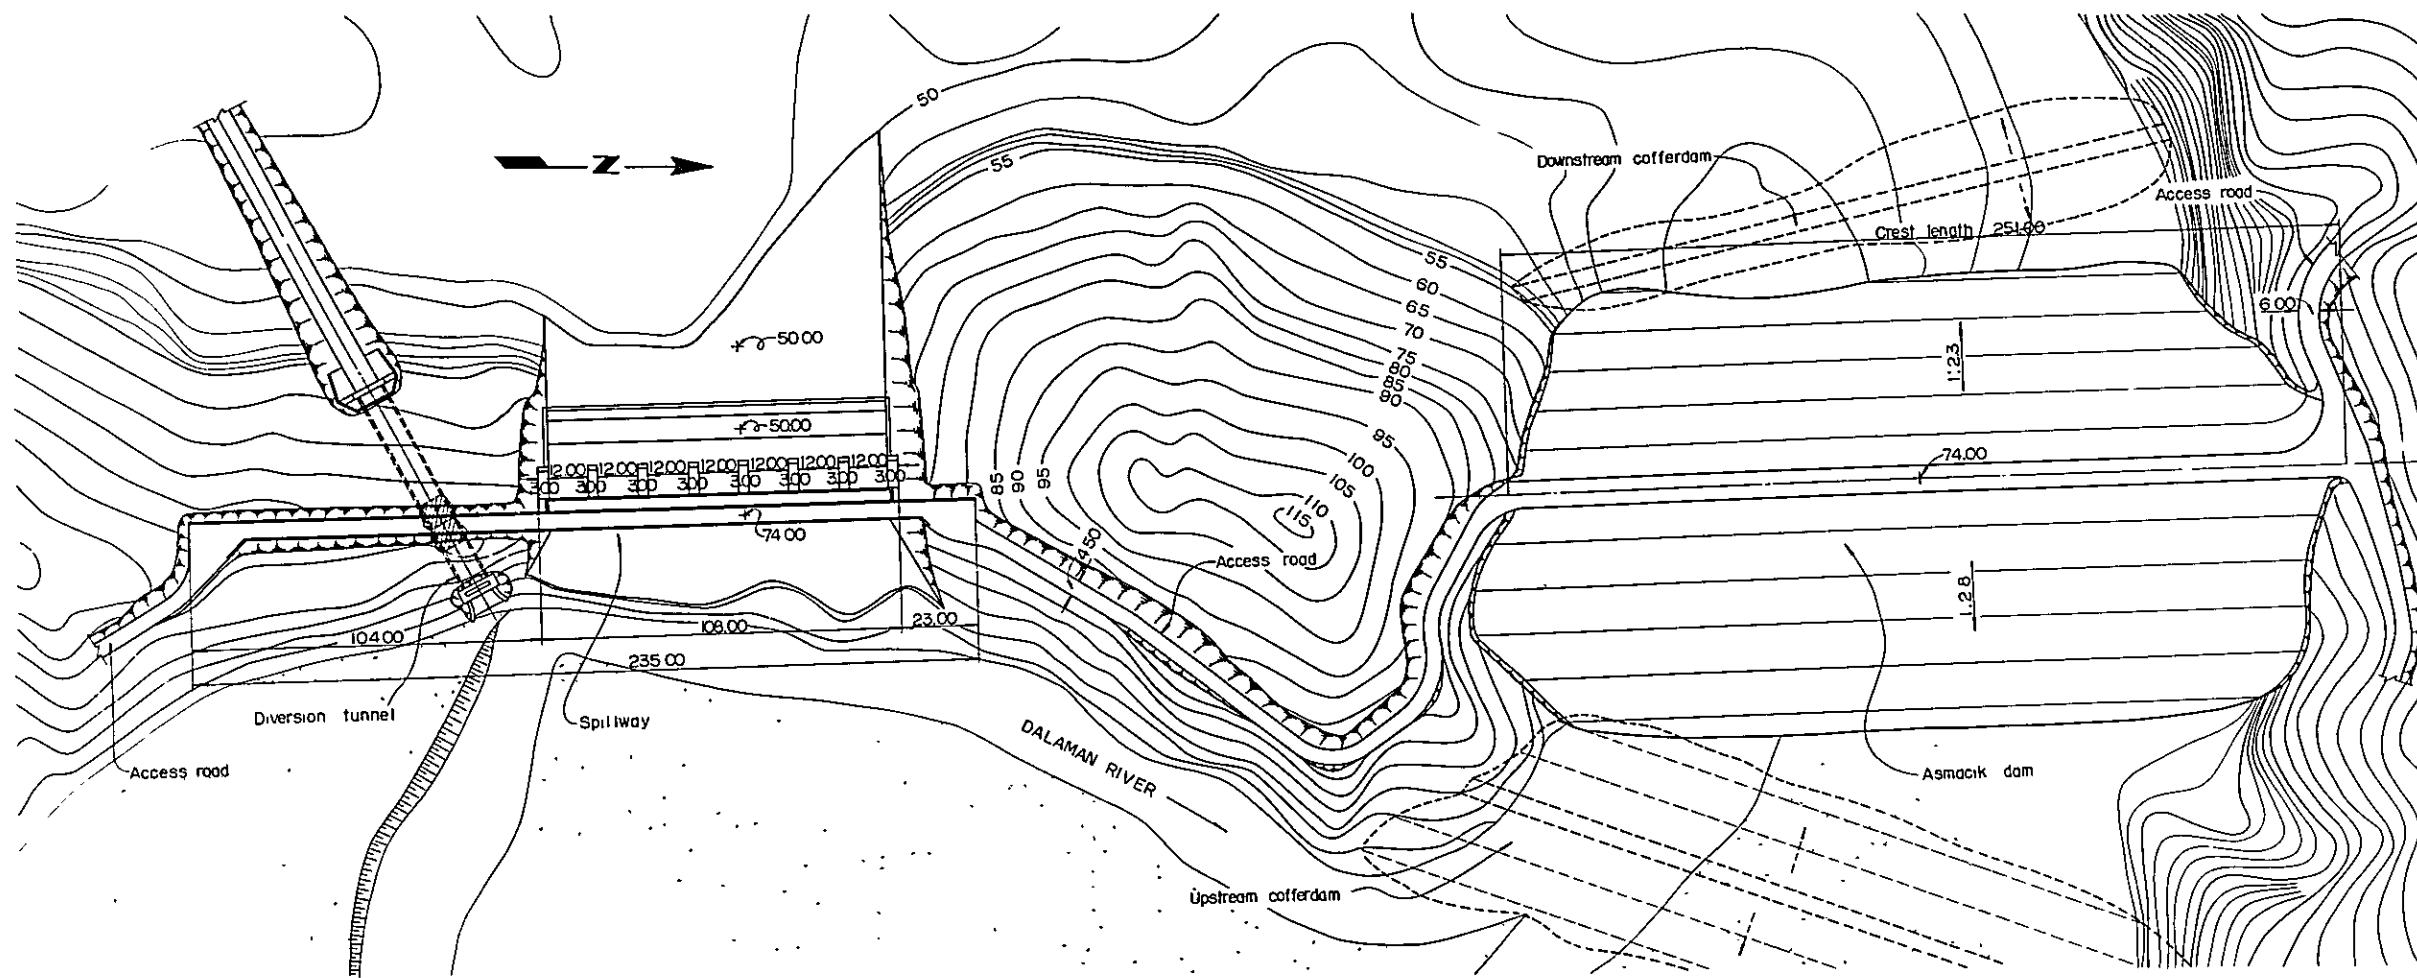 50
N
55
Downstream cofferdam
Access road
Crest length 251.00
55
60
65
70
75
80
85
90
6.00
50.00
1:2.3
50.00
95
100
105
110
115
74.00
12.00 12.00 12.00 12.00 12.00 12.00 12.00
3.00 3.00 3.00 3.00 3.00 3.00 3.00 3.00
85
90
95
74.00
14.50
Access road
1:2.8
104.00
108.00
23.00
235.00
Diversion tunnel
Spillway
DALAMAN RIVER
Access road
Asmacık dam
Upstream cofferdam